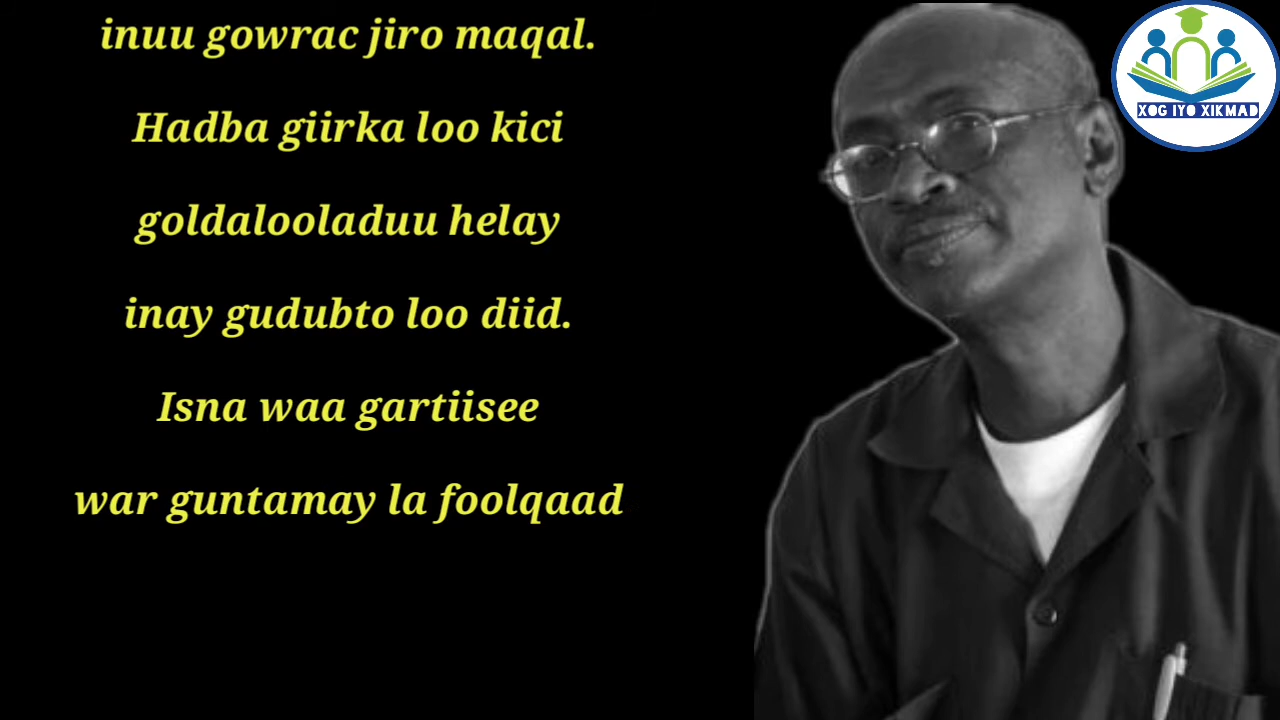 inuu gowrac jiro maqal.
Hadba giirka loo kici
goldalooladuu helay
inay gudubto loo diid.
Isna waa gartiisee
war guntamay la foolqaad
XOG IYO XIKMAD